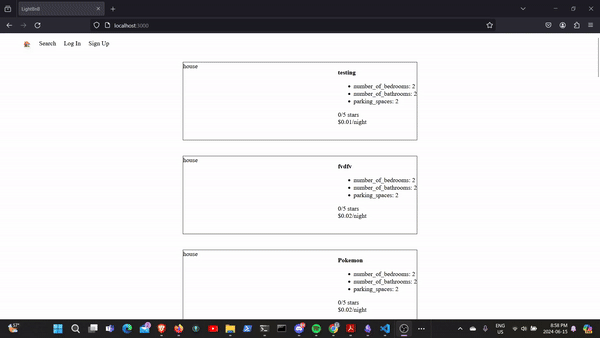 LightBnB
localhost:3000
Search Log In Sign Up
house
testing
number_of_bedrooms: 2
number_of_bathrooms: 2
parking_spaces: 2
0/5 stars
$0.01/night
house
fvdfv
number_of_bedrooms: 2
number_of_bathrooms: 2
parking_spaces: 2
0/5 stars
$0.02/night
house
Pokemon
number_of_bedrooms: 2
number_of_bathrooms: 2
parking_spaces: 2
0/5 stars
$0.02/night
ENG
US
8:58 PM
2024-06-15